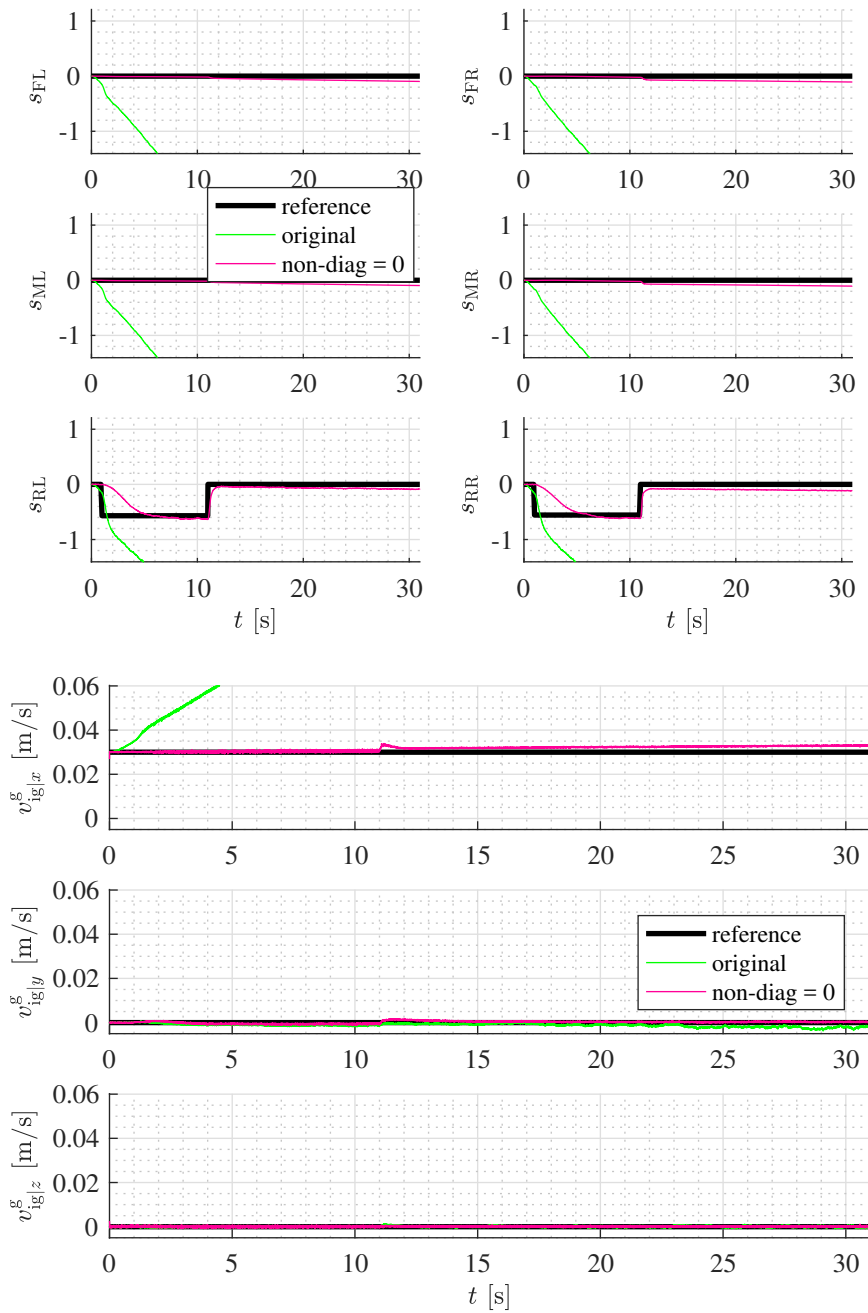 1
0
-1
s_FL
0 10 20 30
1
0
-1
s_FR
0 10 20 30
reference
original
non-diag = 0
1
0
-1
s_ML
0 10 20 30
1
0
-1
s_MR
0 10 20 30
1
0
-1
s_RL
0 10 20 30
t [s]
1
0
-1
s_RR
0 10 20 30
t [s]
0.06
0.04
0.02
0
v^g_ig|x [m/s]
0 5 10 15 20 25 30
0.06
0.04
0.02
0
v^g_ig|y [m/s]
reference
original
non-diag = 0
0 5 10 15 20 25 30
0.06
0.04
0.02
0
v^g_ig|z [m/s]
0 5 10 15 20 25 30
t [s]